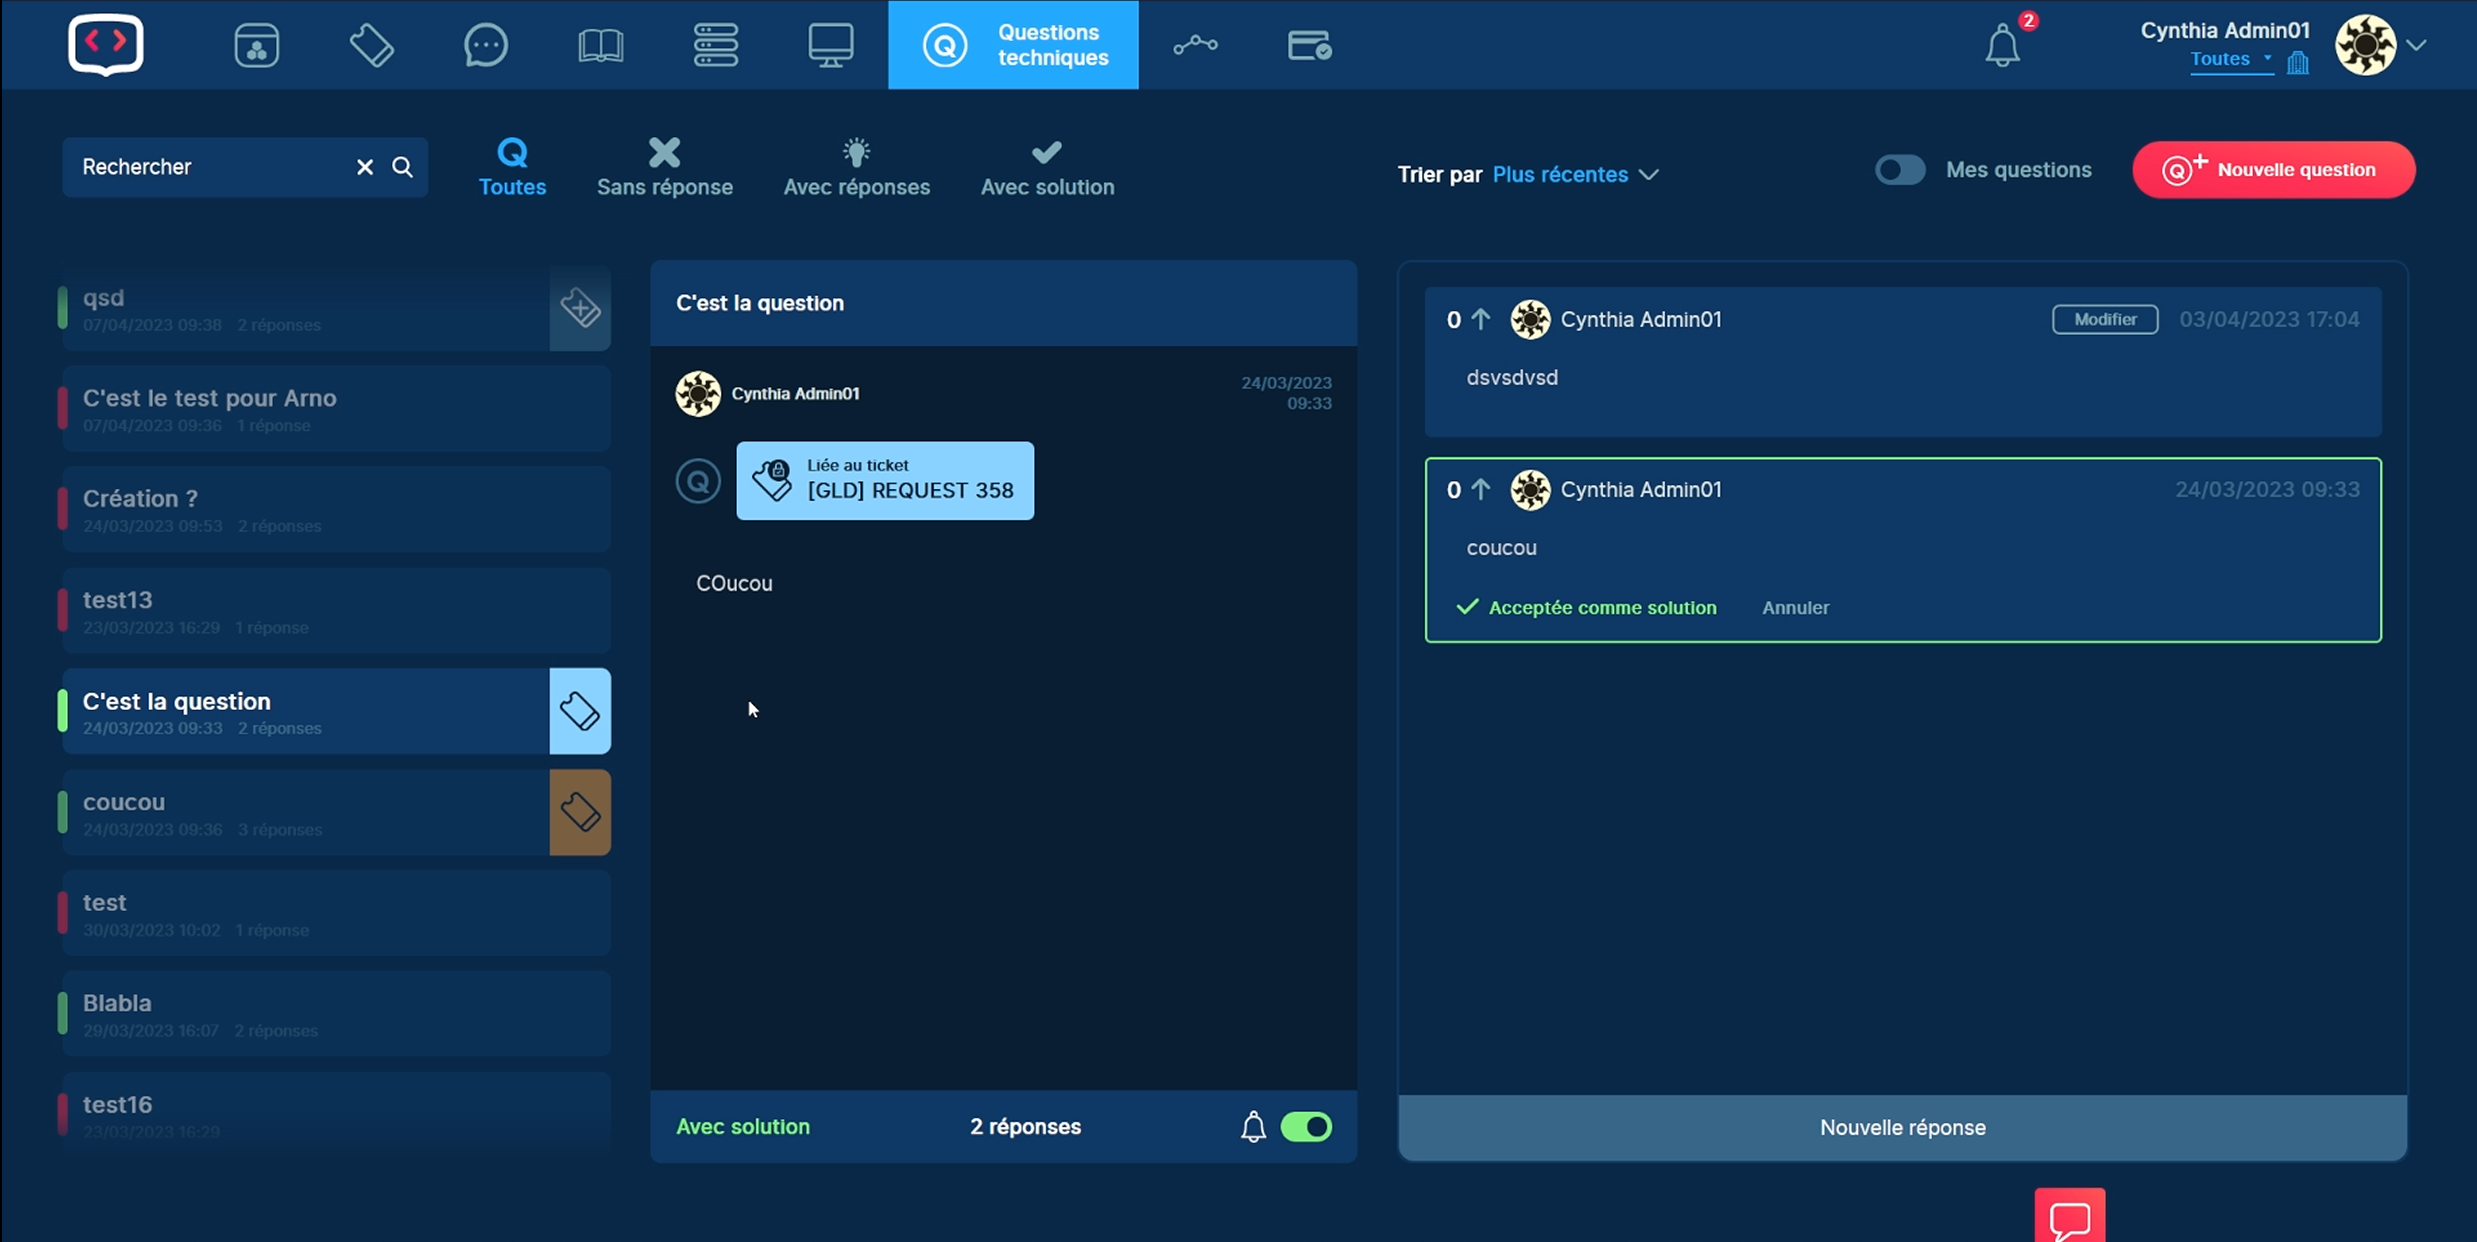 Questions
techniques
2
Cynthia Admin01
Toutes
Rechercher
Toutes
Sans réponse
Avec réponses
Avec solution
Trier par Plus récentes
Mes questions
Nouvelle question
qsd
07/04/2023 09:38 2 réponses
C'est le test pour Arno
07/04/2023 09:36 1 réponse
Création ?
24/03/2023 09:53 2 réponses
test13
23/03/2023 16:29 1 réponse
C'est la question
24/03/2023 09:33 2 réponses
coucou
24/03/2023 09:36 3 réponses
test
30/03/2023 10:02 1 réponse
Blabla
29/03/2023 16:07 2 réponses
test16
23/03/2023 16:29
C'est la question
Cynthia Admin01
24/03/2023
09:33
Liée au ticket
[GLD] REQUEST 358
COucou
Avec solution
2 réponses
0 Cynthia Admin01
Modifier
03/04/2023 17:04
dsvsdvsd
0 Cynthia Admin01
24/03/2023 09:33
coucou
Acceptée comme solution
Annuler
Nouvelle réponse